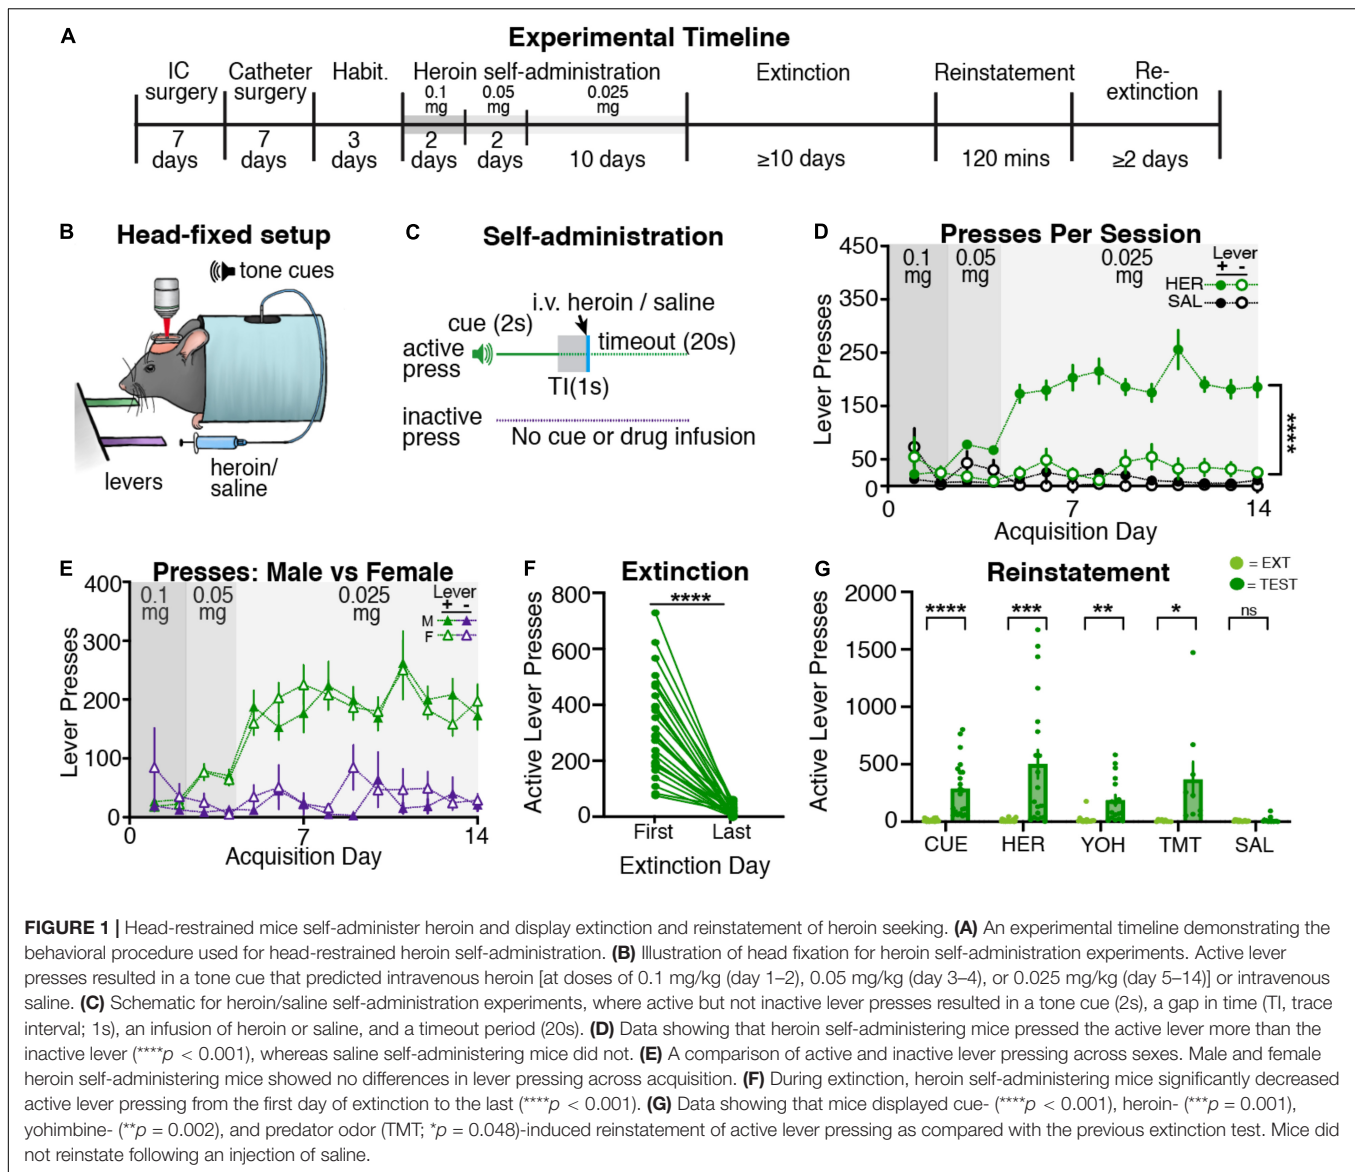 A
Experimental Timeline
IC surgery
Catheter surgery
Habit.
Heroin self-administration
0.1 mg
0.05 mg
0.025 mg
Extinction
Reinstatement
Re-extinction
7 days
7 days
3 days
2 days
2 days
10 days
≥10 days
120 mins
≥2 days
B
Head-fixed setup
tone cues
levers
heroin/
saline
C
Self-administration
i.v. heroin / saline
cue (2s)
timeout (20s)
active
press
TI(1s)
inactive
press
No cue or drug infusion
D
Presses Per Session
450
350
250
150
50
0
Lever Presses
0.1 mg
0.05 mg
0.025 mg
Lever
+ -
HER
SAL
****
0
7
14
Acquisition Day
E
Presses: Male vs Female
400
300
200
100
0
Lever Presses
0.1 mg
0.05 mg
0.025 mg
Lever
+ -
M
F
0
7
14
Acquisition Day
F
Extinction
****
800
600
400
200
0
Active Lever Presses
First
Last
Extinction Day
G
Reinstatement
= EXT
= TEST
2000
1500
1000
500
0
Active Lever Presses
****
***
**
*
ns
CUE
HER
YOH
TMT
SAL
FIGURE 1 | Head-restrained mice self-administer heroin and display extinction and reinstatement of heroin seeking. (A) An experimental timeline demonstrating the
behavioral procedure used for head-restrained heroin self-administration. (B) Illustration of head fixation for heroin self-administration experiments. Active lever
presses resulted in a tone cue that predicted intravenous heroin [at doses of 0.1 mg/kg (day 1–2), 0.05 mg/kg (day 3–4), or 0.025 mg/kg (day 5–14)] or intravenous
saline. (C) Schematic for heroin/saline self-administration experiments, where active but not inactive lever presses resulted in a tone cue (2s), a gap in time (TI, trace
interval; 1s), an infusion of heroin or saline, and a timeout period (20s). (D) Data showing that heroin self-administering mice pressed the active lever more than the
inactive lever (****p < 0.001), whereas saline self-administering mice did not. (E) A comparison of active and inactive lever pressing across sexes. Male and female
heroin self-administering mice showed no differences in lever pressing across acquisition. (F) During extinction, heroin self-administering mice significantly decreased
active lever pressing from the first day of extinction to the last (****p < 0.001). (G) Data showing that mice displayed cue- (****p < 0.001), heroin- (***p = 0.001),
yohimbine- (**p = 0.002), and predator odor (TMT; *p = 0.048)-induced reinstatement of active lever pressing as compared with the previous extinction test. Mice did
not reinstate following an injection of saline.